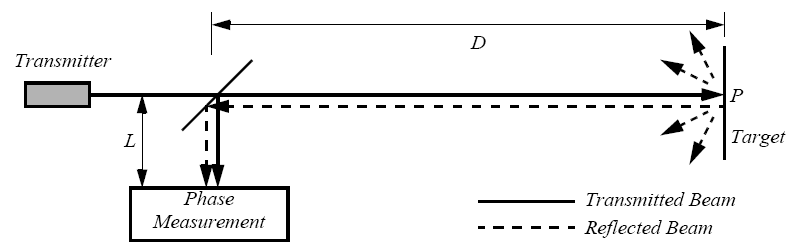 D
Transmitter
P
L
Target
Phase
Measurement
Transmitted Beam
Reflected Beam